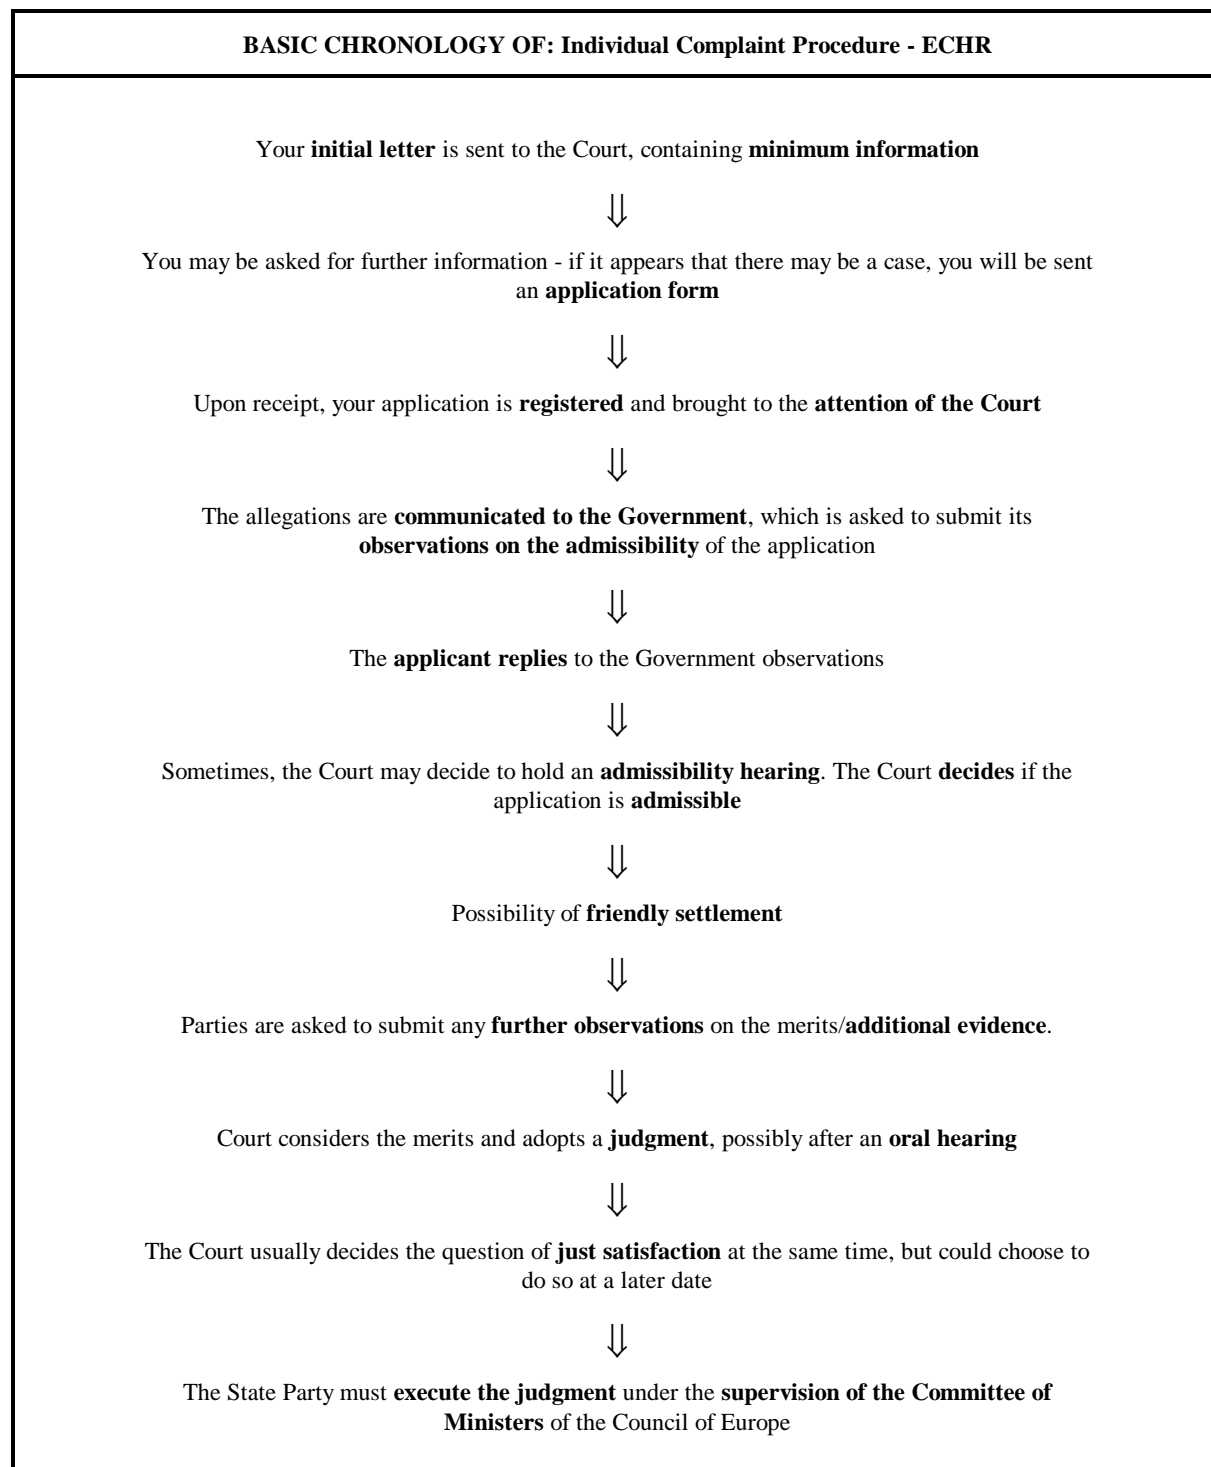 BASIC CHRONOLOGY OF: Individual Complaint Procedure - ECHR
Your initial letter is sent to the Court, containing minimum information
⇓
You may be asked for further information - if it appears that there may be a case, you will be sent
an application form
⇓
Upon receipt, your application is registered and brought to the attention of the Court
⇓
The allegations are communicated to the Government, which is asked to submit its
observations on the admissibility of the application
⇓
The applicant replies to the Government observations
⇓
Sometimes, the Court may decide to hold an admissibility hearing. The Court decides if the
application is admissible
⇓
Possibility of friendly settlement
⇓
Parties are asked to submit any further observations on the merits/additional evidence.
⇓
Court considers the merits and adopts a judgment, possibly after an oral hearing
⇓
The Court usually decides the question of just satisfaction at the same time, but could choose to
do so at a later date
⇓
The State Party must execute the judgment under the supervision of the Committee of
Ministers of the Council of Europe